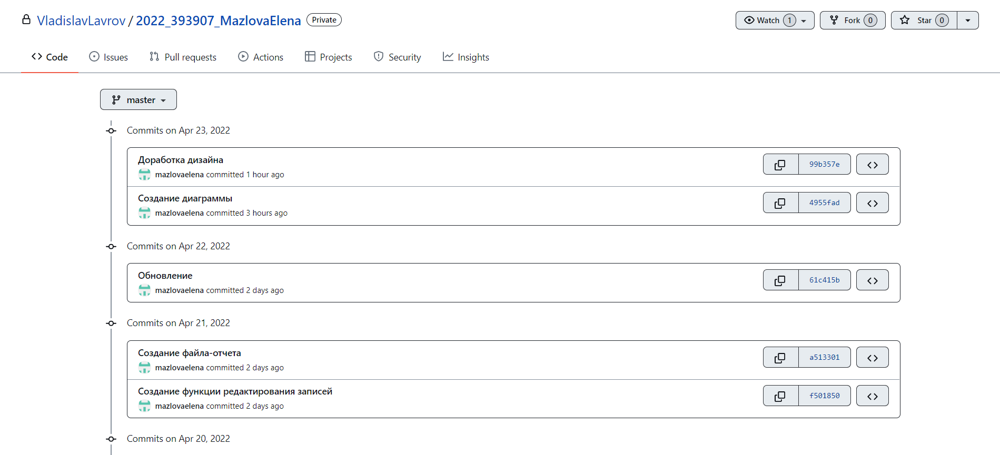 VladislavLavrov / 2022_393907_MazlovaElena Private Watch 1 Fork 0 Star 0
Code Issues Pull requests Actions Projects Security Insights
master
Commits on Apr 23, 2022
Доработка дизайна
mazlovaelena committed 1 hour ago
99b357e
Создание диаграммы
mazlovaelena committed 3 hours ago
4955fad
Commits on Apr 22, 2022
Обновление
mazlovaelena committed 2 days ago
61c415b
Commits on Apr 21, 2022
Создание файла-отчета
mazlovaelena committed 2 days ago
a513301
Создание функции редактирования записей
mazlovaelena committed 2 days ago
f501850
Commits on Apr 20, 2022